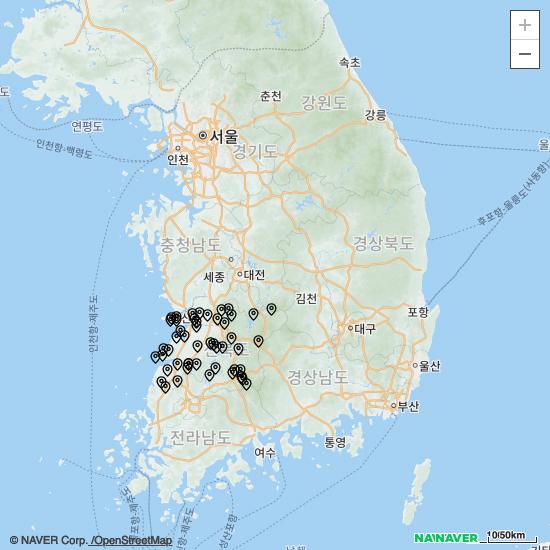 속초
춘천
강원도
강릉
연평도
서울
경기도
인천
인천항-백령도
후포항-울릉도(사동항)
충청남도
경상북도
세종
대전
김천
포항
대구
인천항-제주도
울산
경상남도
부산
전라남도
여수
통영
© NAVER Corp. /OpenStreetMap
NAVER
10/50km